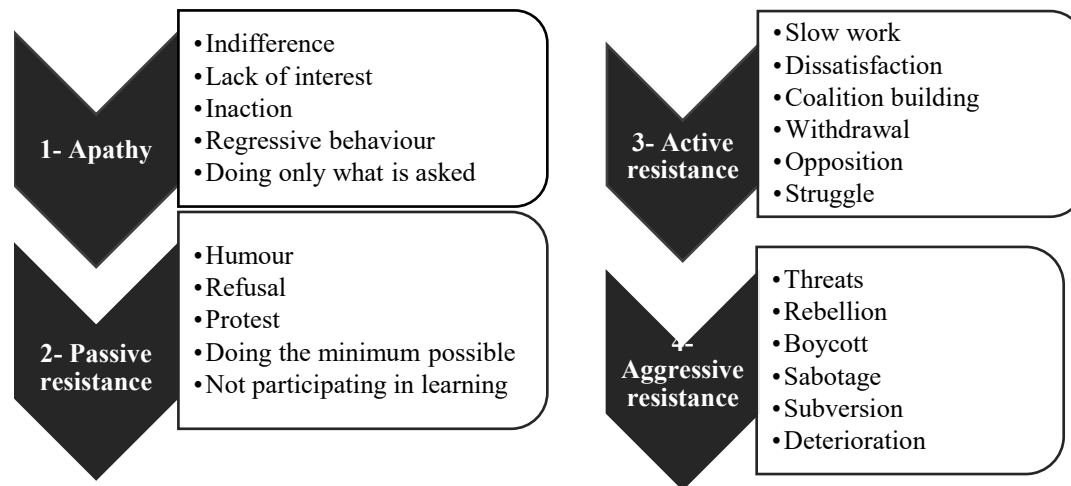 1- Apathy
•Indifference
•Lack of interest
•Inaction
•Regressive behaviour
•Doing only what is asked
2- Passive
resistance
•Humour
•Refusal
•Protest
•Doing the minimum possible
•Not participating in learning
3- Active
resistance
•Slow work
•Dissatisfaction
•Coalition building
•Withdrawal
•Opposition
•Struggle
4-
Aggressive
resistance
•Threats
•Rebellion
•Boycott
•Sabotage
•Subversion
•Deterioration